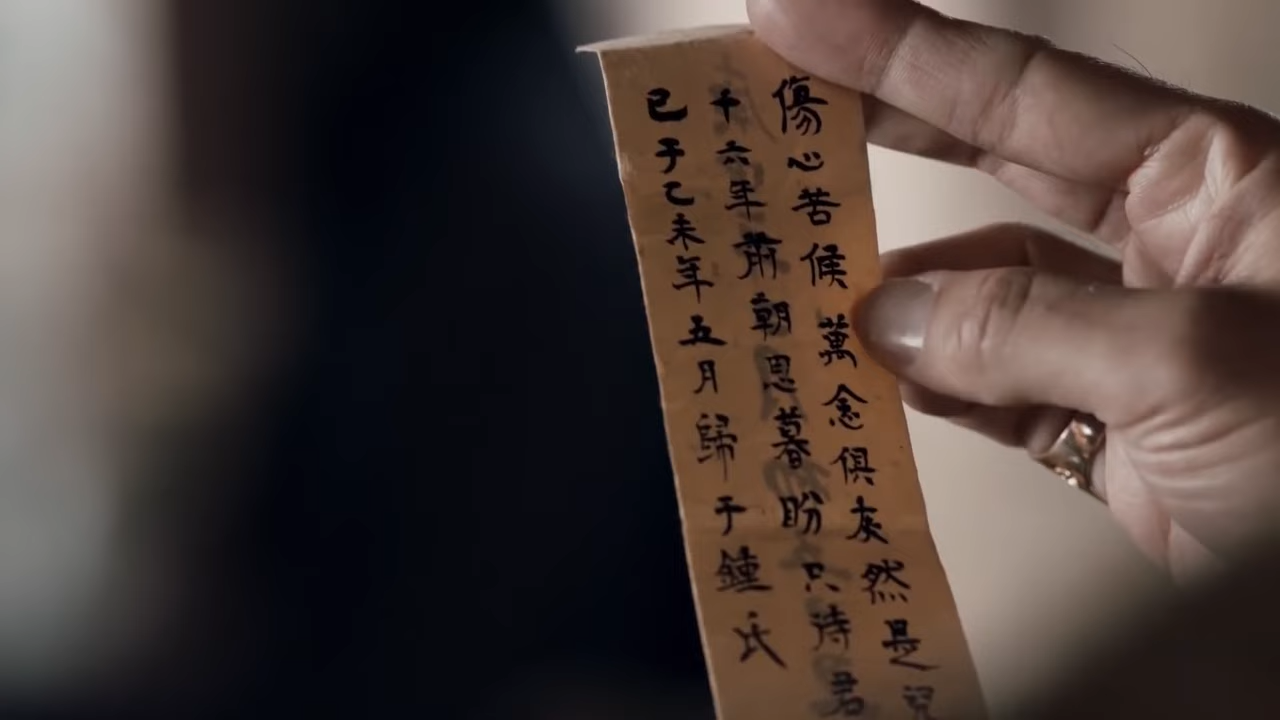 傷心苦候萬念俱灰然是兒
十六年前朝思暮盼只待君
已于乙未年五月歸于鍾氏